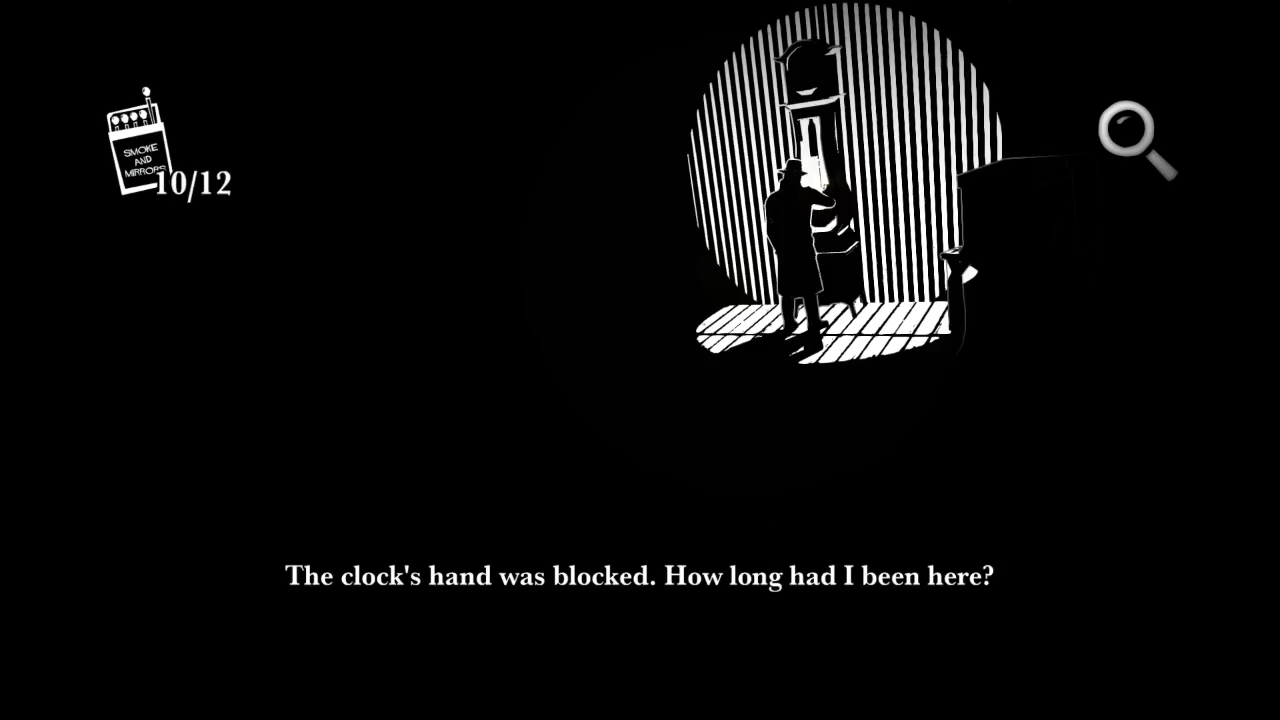 SMOKE
AND
MIRRORS
10/12
The clock's hand was blocked. How long had I been here?